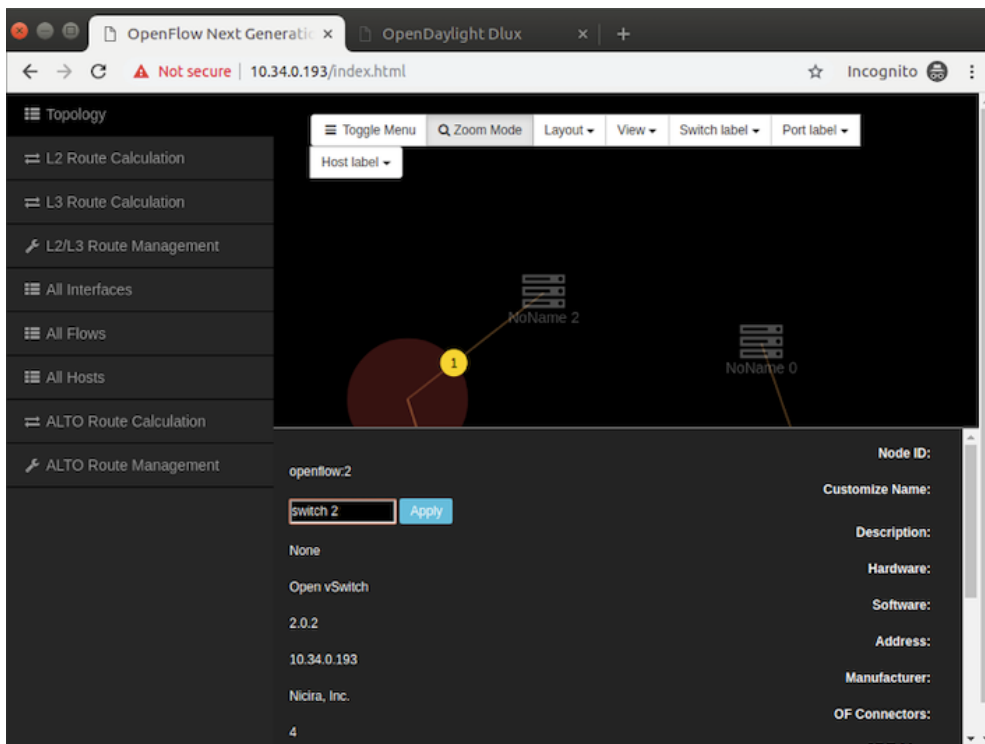 OpenFlow Next Generatio
OpenDaylight Dlux
Not secure | 10.34.0.193/index.html
Incognito
Topology
L2 Route Calculation
L3 Route Calculation
L2/L3 Route Management
All Interfaces
All Flows
All Hosts
ALTO Route Calculation
ALTO Route Management
Toggle Menu Zoom Mode Layout View Switch label Port label
Host label
NoName 2
NoName 0
1
Node ID:
openflow:2
Customize Name:
switch 2 Apply
Description:
None
Hardware:
Open vSwitch
Software:
2.0.2
Address:
10.34.0.193
Manufacturer:
Nicira, Inc.
OF Connectors:
4